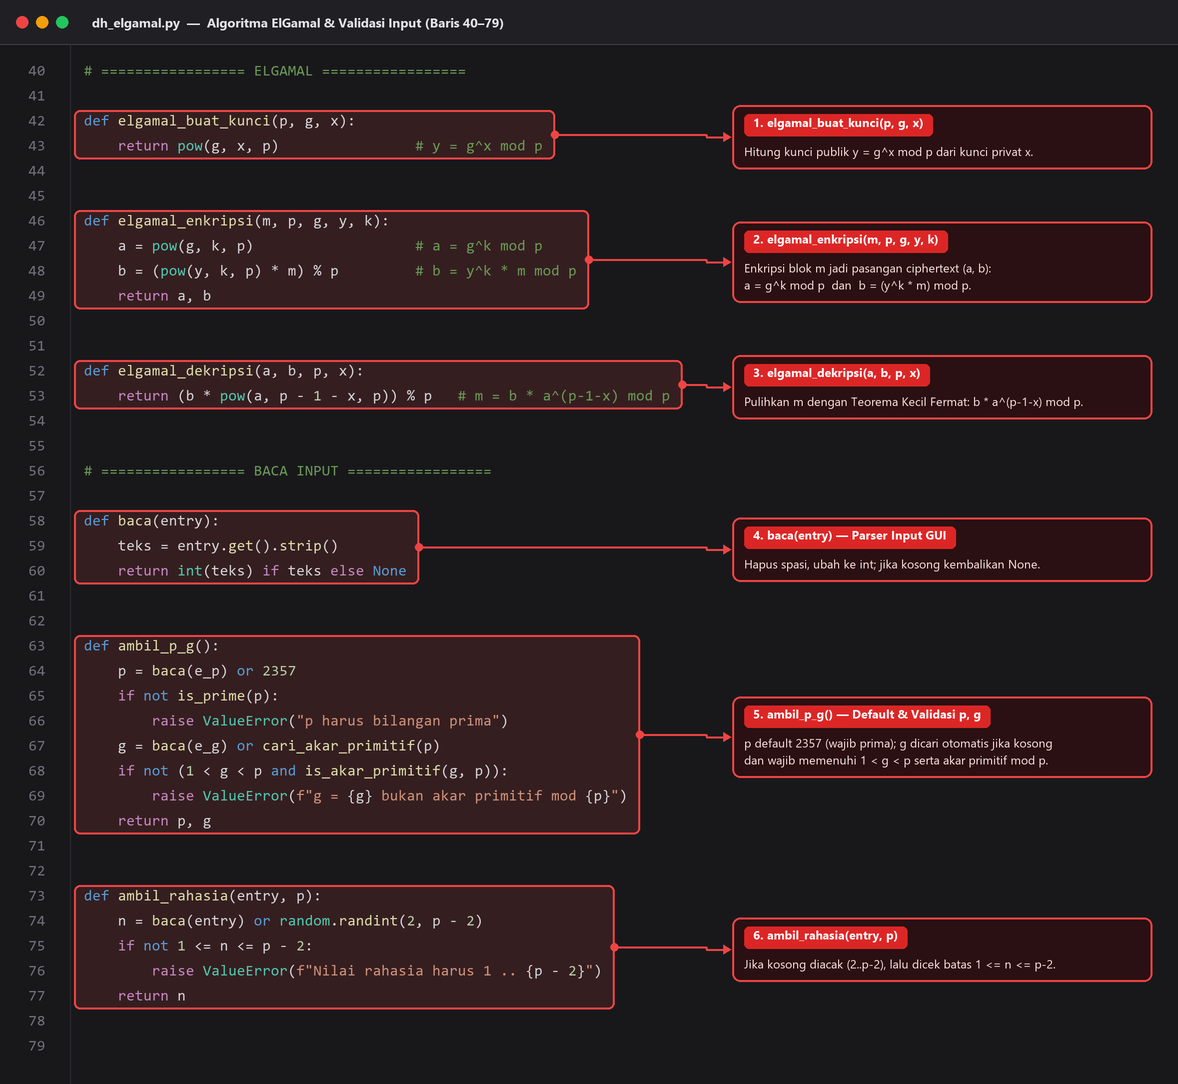 dh_elgamal.py — Algoritma ElGamal & Validasi Input (Baris 40–79)
40 # ================= ELGAMAL =================
41
42 def elgamal_buat_kunci(p, g, x):
43     return pow(g, x, p)                # y = g^x mod p
1. elgamal_buat_kunci(p, g, x)
Hitung kunci publik y = g^x mod p dari kunci privat x.
44
45
46 def elgamal_enkripsi(m, p, g, y, k):
47     a = pow(g, k, p)                   # a = g^k mod p
48     b = (pow(y, k, p) * m) % p         # b = y^k * m mod p
49     return a, b
2. elgamal_enkripsi(m, p, g, y, k)
Enkripsi blok m jadi pasangan ciphertext (a, b):
a = g^k mod p  dan  b = (y^k * m) mod p.
50
51
52 def elgamal_dekripsi(a, b, p, x):
53     return (b * pow(a, p - 1 - x, p)) % p   # m = b * a^(p-1-x) mod p
3. elgamal_dekripsi(a, b, p, x)
Pulihkan m dengan Teorema Kecil Fermat: b * a^(p-1-x) mod p.
54
55
56 # ================= BACA INPUT =================
57
58 def baca(entry):
59     teks = entry.get().strip()
60     return int(teks) if teks else None
4. baca(entry) — Parser Input GUI
Hapus spasi, ubah ke int; jika kosong kembalikan None.
61
62
63 def ambil_p_g():
64     p = baca(e_p) or 2357
65     if not is_prime(p):
66         raise ValueError("p harus bilangan prima")
67     g = baca(e_g) or cari_akar_primitif(p)
68     if not (1 < g < p and is_akar_primitif(g, p)):
69         raise ValueError(f"g = {g} bukan akar primitif mod {p}")
70     return p, g
5. ambil_p_g() — Default & Validasi p, g
p default 2357 (wajib prima); g dicari otomatis jika kosong
dan wajib memenuhi 1 < g < p serta akar primitif mod p.
71
72
73 def ambil_rahasia(entry, p):
74     n = baca(entry) or random.randint(2, p - 2)
75     if not 1 <= n <= p - 2:
76         raise ValueError(f"Nilai rahasia harus 1 .. {p - 2}")
77     return n
6. ambil_rahasia(entry, p)
Jika kosong diacak (2..p-2), lalu dicek batas 1 <= n <= p-2.
78
79